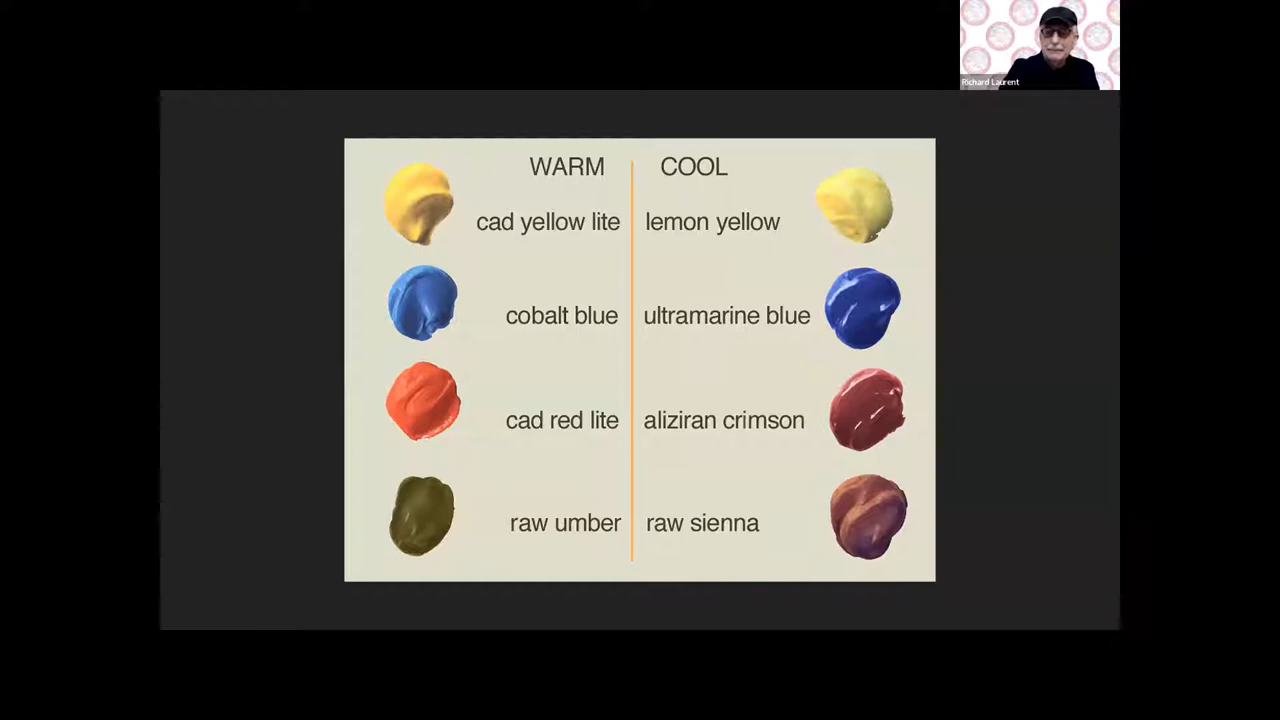 Richard Laurent
WARM COOL
cad yellow lite lemon yellow
cobalt blue ultramarine blue
cad red lite aliziran crimson
raw umber raw sienna